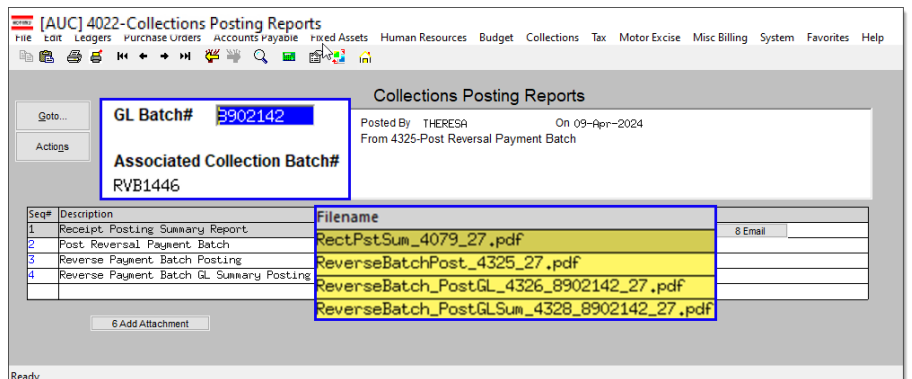 [AUC] 4022-Collections Posting Reports
File Edit Ledgers Purchase Orders Accounts Payable Fixed Assets Human Resources Budget Collections Tax Motor Excise Misc Billing System Favorites Help
Collections Posting Reports
Goto...
Actions
GL Batch# 8902142
Associated Collection Batch#
RVB1446
Posted By THERESA On 09-Apr-2024
From 4325-Post Reversal Payment Batch
Seq# Description Filename
1 Receipt Posting Summary Report RectPstSum_4079_27.pdf 8 Email
2 Post Reversal Payment Batch ReverseBatchPost_4325_27.pdf
3 Reverse Payment Batch Posting ReverseBatch_PostGL_4326_8902142_27.pdf
4 Reverse Payment Batch GL Summary Posting ReverseBatch_PostGLSum_4328_8902142_27.pdf
6 Add Attachment
Ready